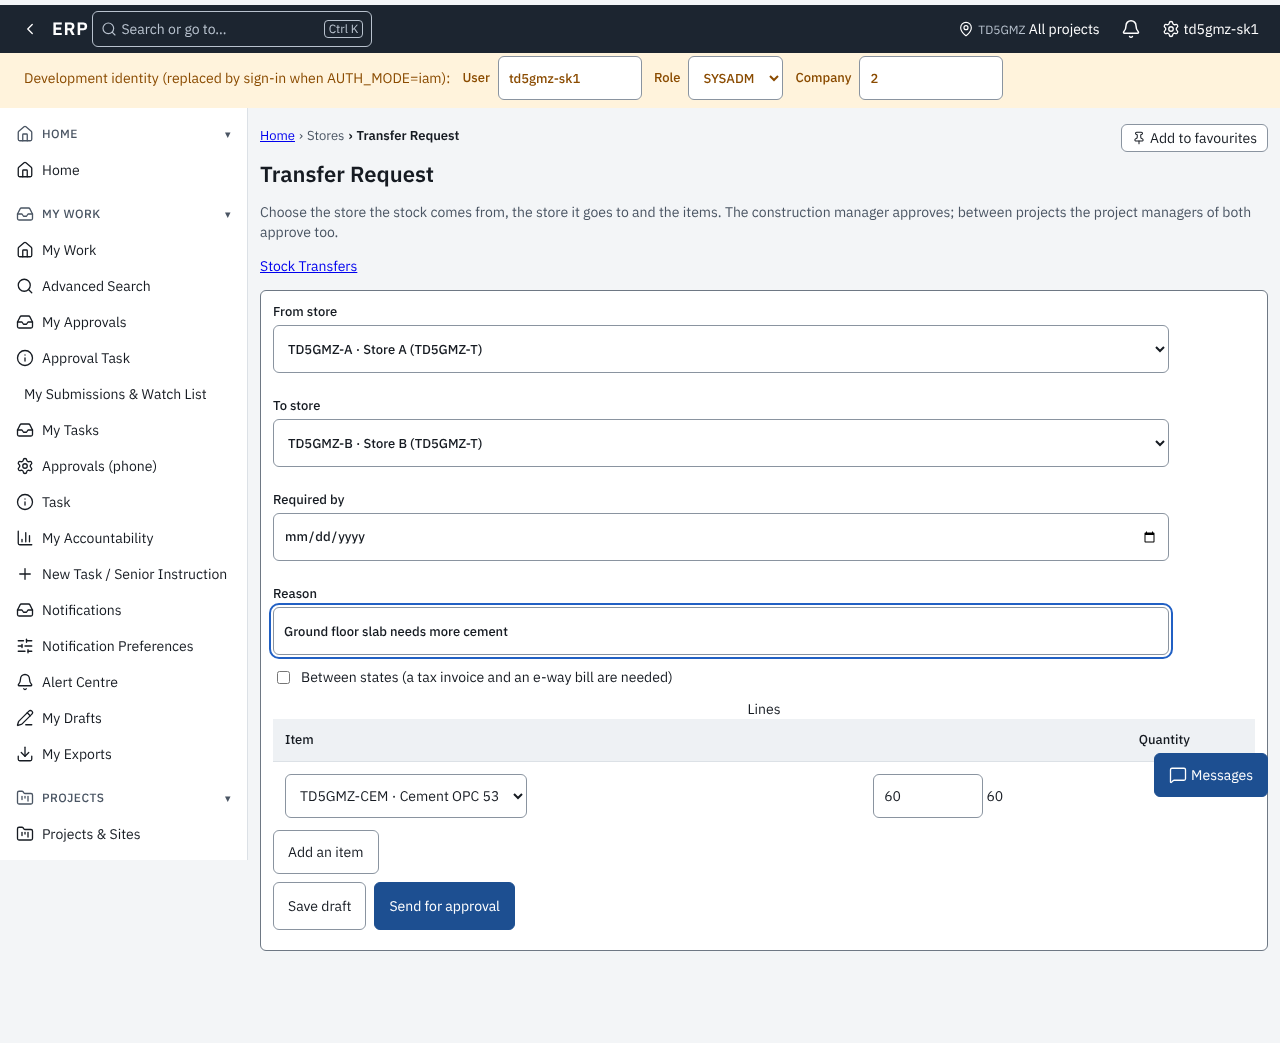 ERP
Search or go to...
Ctrl K
TD5GMZ All projects
td5gmz-sk1
Development identity (replaced by sign-in when AUTH_MODE=iam):
User
td5gmz-sk1
Role
SYSADM
Company
2
HOME
Home
MY WORK
My Work
Advanced Search
My Approvals
Approval Task
My Submissions & Watch List
My Tasks
Approvals (phone)
Task
My Accountability
New Task / Senior Instruction
Notifications
Notification Preferences
Alert Centre
My Drafts
My Exports
PROJECTS
Projects & Sites
Home › Stores › Transfer Request
Add to favourites
Transfer Request
Choose the store the stock comes from, the store it goes to and the items. The construction manager approves; between projects the project managers of both
approve too.
Stock Transfers
From store
TD5GMZ-A · Store A (TD5GMZ-T)
To store
TD5GMZ-B · Store B (TD5GMZ-T)
Required by
mm/dd/yyyy
Reason
Ground floor slab needs more cement
Between states (a tax invoice and an e-way bill are needed)
Lines
Item
Quantity
TD5GMZ-CEM · Cement OPC 53
60
60
Messages
Add an item
Save draft
Send for approval